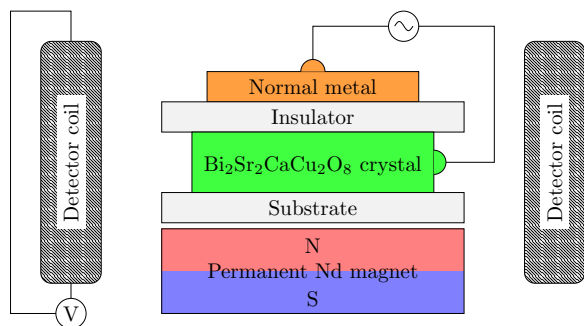 Normal metal
Insulator
Bi₂Sr₂CaCu₂O₈ crystal
Substrate
N
Permanent Nd magnet
S
Detector coil
V
Detector coil